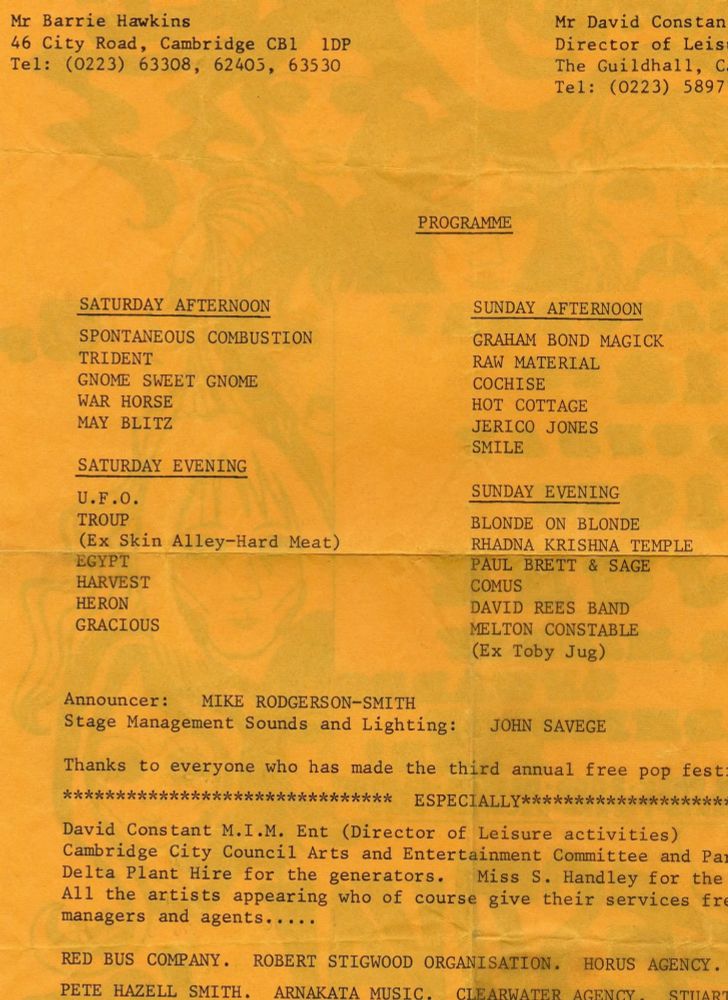 Mr Barrie Hawkins
46 City Road, Cambridge CB1 1DP
Tel: (0223) 63308, 62405, 63530
Mr David Constan
Director of Leis
The Guildhall, C
Tel: (0223) 5897
PROGRAMME
SATURDAY AFTERNOON
SPONTANEOUS COMBUSTION
TRIDENT
GNOME SWEET GNOME
WAR HORSE
MAY BLITZ
SATURDAY EVENING
U.F.O.
TROUP
(Ex Skin Alley-Hard Meat)
EGYPT
HARVEST
HERON
GRACIOUS
SUNDAY AFTERNOON
GRAHAM BOND MAGICK
RAW MATERIAL
COCHISE
HOT COTTAGE
JERICO JONES
SMILE
SUNDAY EVENING
BLONDE ON BLONDE
RHADNA KRISHNA TEMPLE
PAUL BRETT & SAGE
COMUS
DAVID REES BAND
MELTON CONSTABLE
(Ex Toby Jug)
Announcer: MIKE RODGERSON-SMITH
Stage Management Sounds and Lighting: JOHN SAVEGE
Thanks to everyone who has made the third annual free pop festi
******************************* ESPECIALLY********************
David Constant M.I.M. Ent (Director of Leisure activities)
Cambridge City Council Arts and Entertainment Committee and Par
Delta Plant Hire for the generators. Miss S. Handley for the
All the artists appearing who of course give their services fre
managers and agents.....
RED BUS COMPANY. ROBERT STIGWOOD ORGANISATION. HORUS AGENCY.
PETE HAZELL SMITH. ARNAKATA MUSIC. CLEARWATER AGENCY. STUART